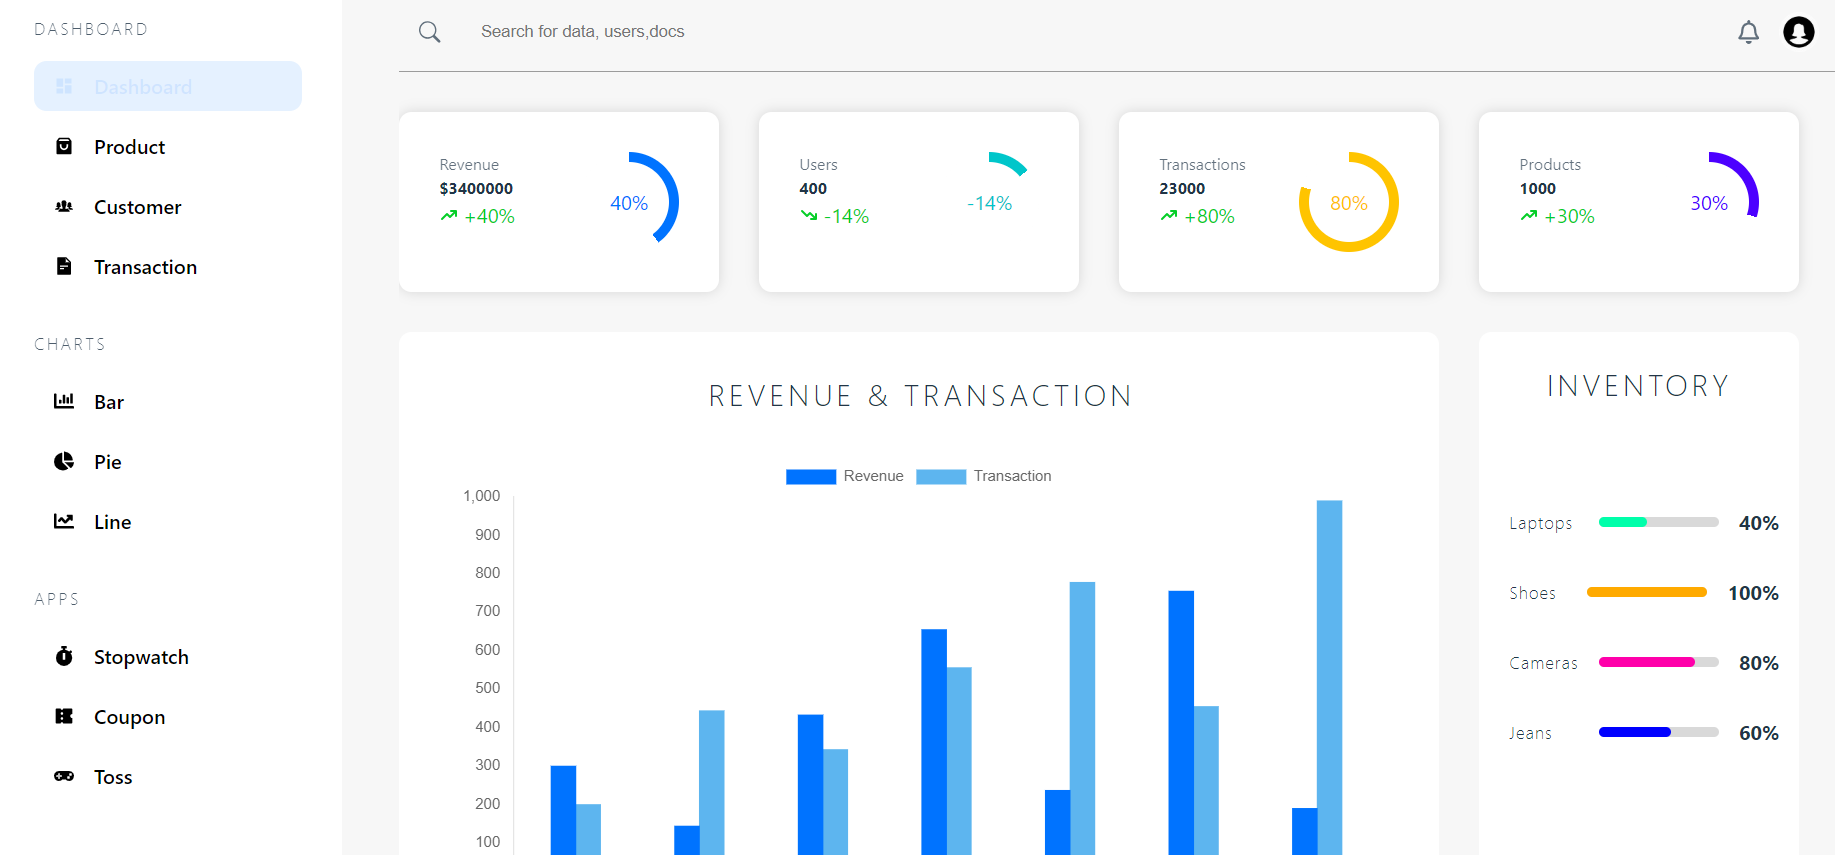 DASHBOARD
Dashboard
Product
Customer
Transaction
CHARTS
Bar
Pie
Line
APPS
Stopwatch
Coupon
Toss
Search for data, users,docs
Revenue
$3400000
+40%
40%
Users
400
-14%
-14%
Transactions
23000
+80%
80%
Products
1000
+30%
30%
REVENUE & TRANSACTION
Revenue Transaction
1,000
900
800
700
600
500
400
300
200
100
INVENTORY
Laptops 40%
Shoes 100%
Cameras 80%
Jeans 60%